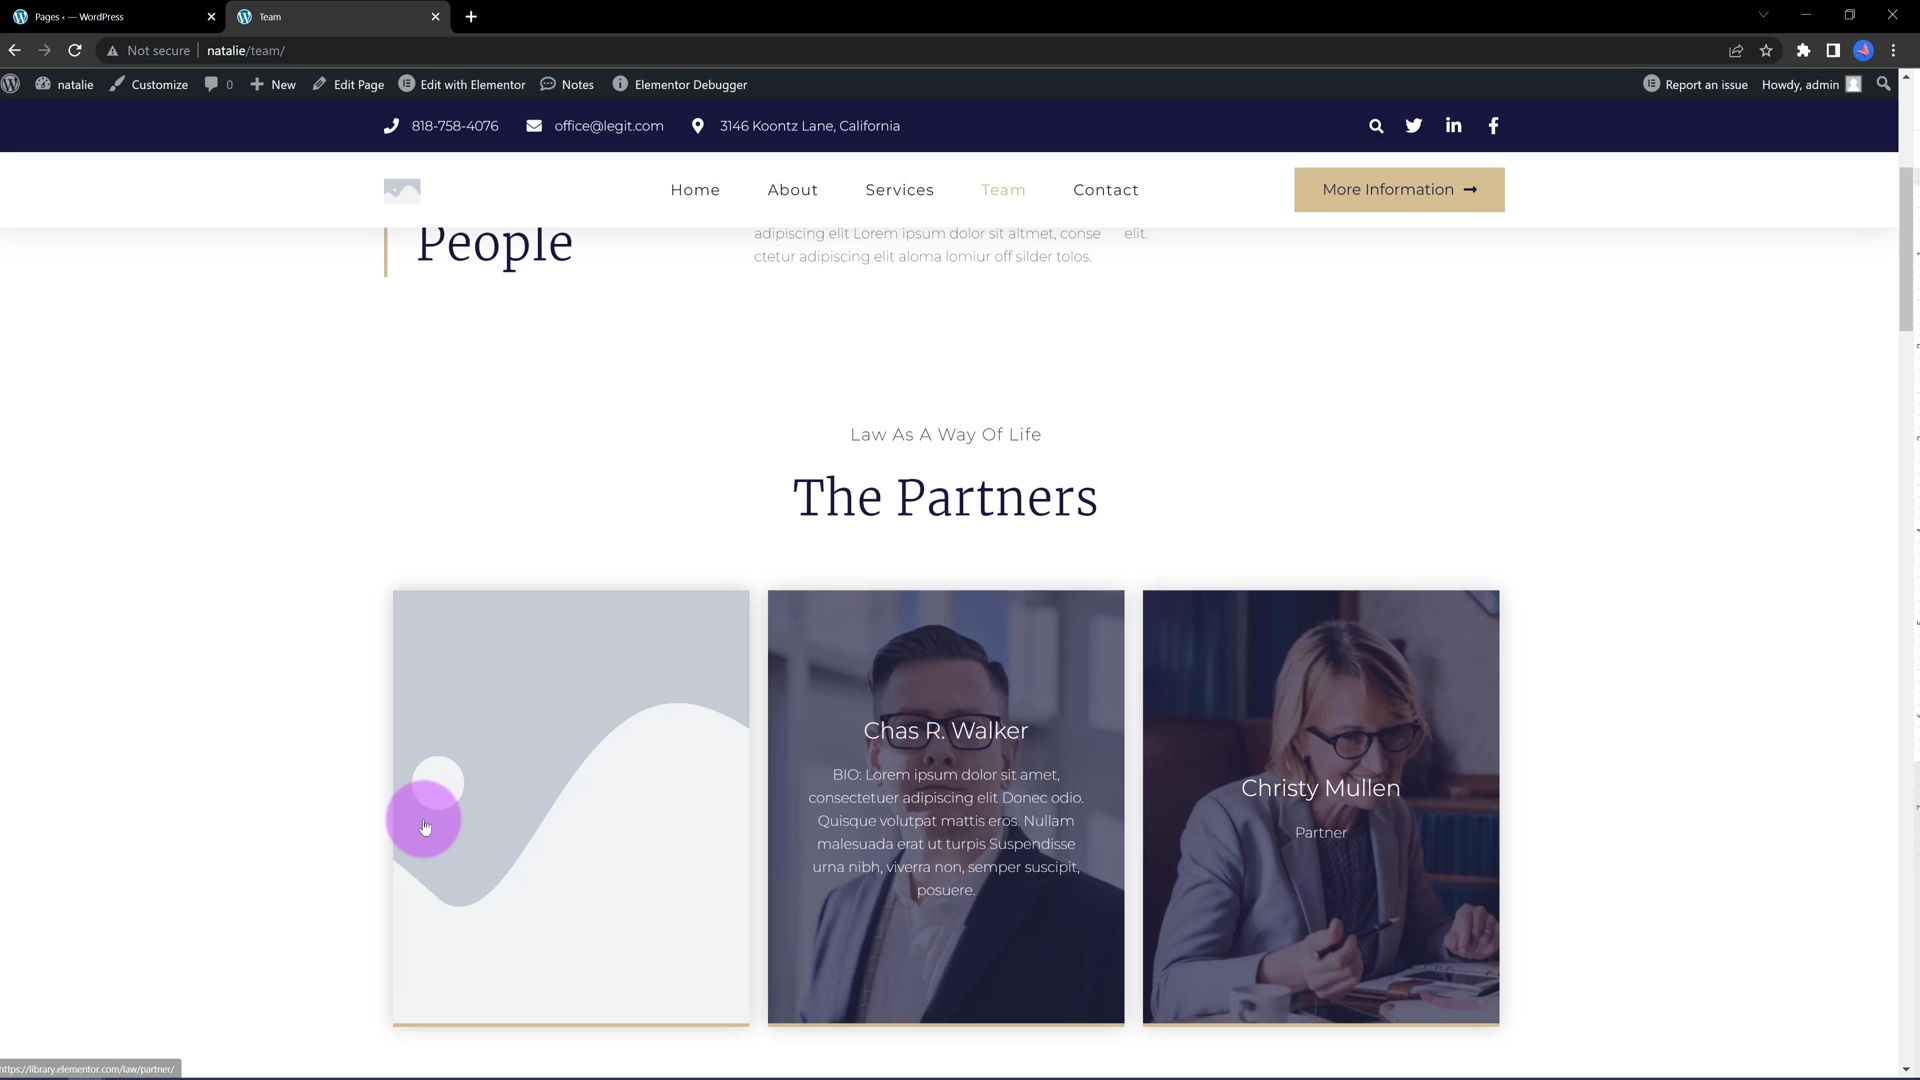 Pages ‹ — WordPress
Team
Not secure
natalie/team/
natalie
Customize
0
New
Edit Page
Edit with Elementor
Notes
Elementor Debugger
Report an issue
Howdy, admin
818-758-4076
office@legit.com
3146 Koontz Lane, California
Home
About
Services
Team
Contact
More Information
People
adipiscing elit Lorem ipsum dolor sit altmet, conse elit.
ctetur adipiscing elit aloma lomiur off silder tolos.
Law As A Way Of Life
The Partners
Chas R. Walker
BIO: Lorem ipsum dolor sit amet,
consectetuer adipiscing elit Donec odio.
Quisque volutpat mattis eros. Nullam
malesuada erat ut turpis Suspendisse
urna nibh, viverra non, semper suscipit,
posuere.
Christy Mullen
Partner
https://library.elementor.com/law/partner/